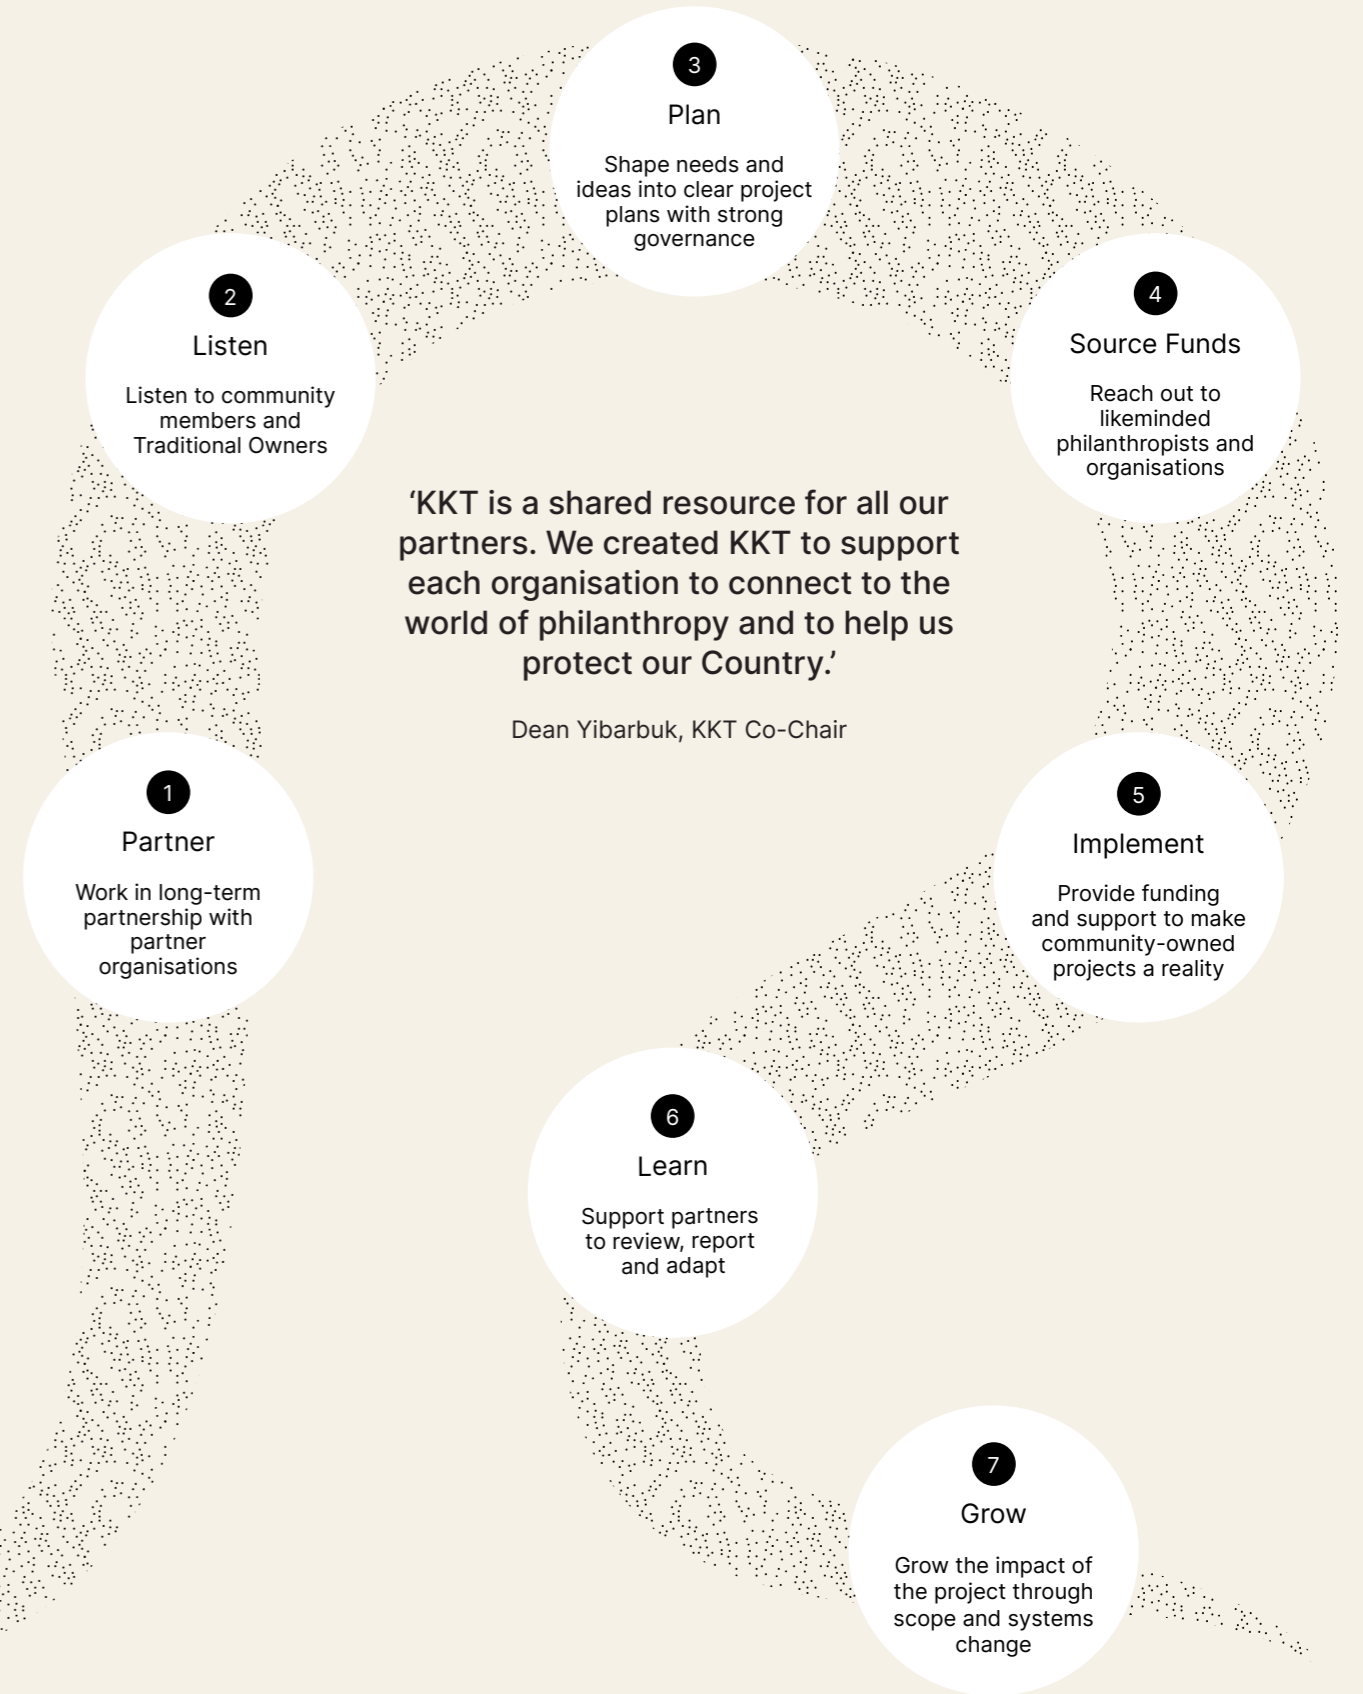 3
Plan
Shape needs and
ideas into clear project
plans with strong
governance
2
Listen
Listen to community
members and
Traditional Owners
4
Source Funds
Reach out to
likeminded
philanthropists and
organisations
‘KKT is a shared resource for all our
partners. We created KKT to support
each organisation to connect to the
world of philanthropy and to help us
protect our Country.’
Dean Yibarbuk, KKT Co-Chair
1
Partner
Work in long-term
partnership with
partner
organisations
5
Implement
Provide funding
and support to make
community-owned
projects a reality
6
Learn
Support partners
to review, report
and adapt
7
Grow
Grow the impact of
the project through
scope and systems
change